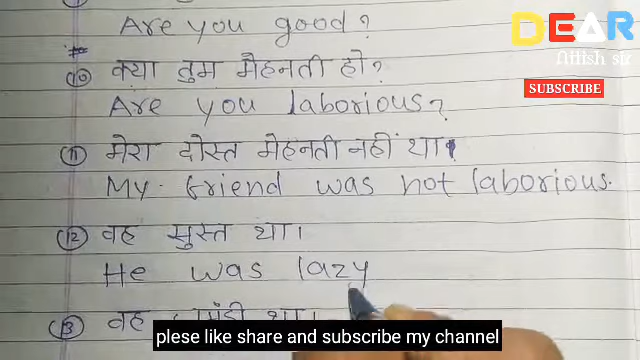 Are you good?
DEAR
Nitish sir
SUBSCRIBE
(10) क्या तुम मैहनती हो?
Are you laborious?
(11) मेरा दोस्त मेहनती नहीं था।
My friend was not laborious.
(12) वह सुस्त था।
He was lazy
(13) वह था।
plese like share and subscribe my channel